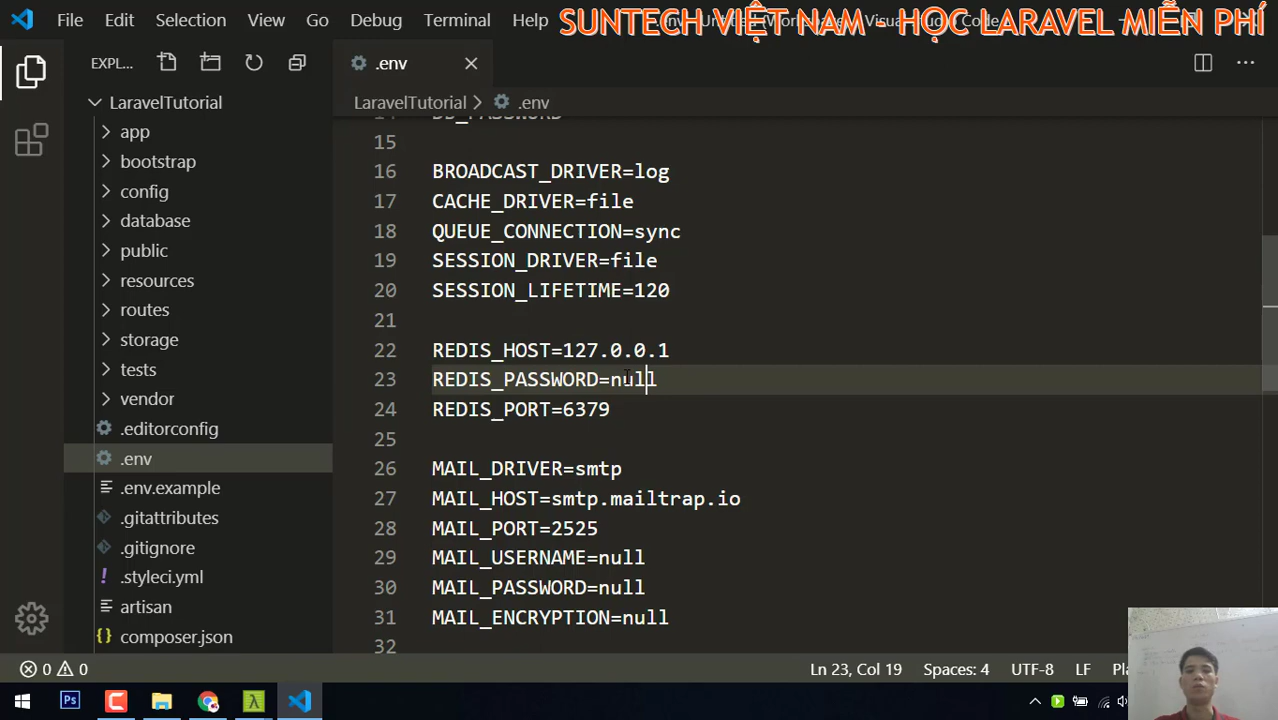 File Edit Selection View Go Debug Terminal Help
SUNTECH VIỆT NAM - HỌC LARAVEL MIỄN PHÍ
EXPL...
.env
LaravelTutorial
LaravelTutorial > .env
app
bootstrap
config
database
public
resources
routes
storage
tests
vendor
.editorconfig
.env
.env.example
.gitattributes
.gitignore
.styleci.yml
artisan
composer.json
14 DB_PASSWORD
15
16 BROADCAST_DRIVER=log
17 CACHE_DRIVER=file
18 QUEUE_CONNECTION=sync
19 SESSION_DRIVER=file
20 SESSION_LIFETIME=120
21
22 REDIS_HOST=127.0.0.1
23 REDIS_PASSWORD=null
24 REDIS_PORT=6379
25
26 MAIL_DRIVER=smtp
27 MAIL_HOST=smtp.mailtrap.io
28 MAIL_PORT=2525
29 MAIL_USERNAME=null
30 MAIL_PASSWORD=null
31 MAIL_ENCRYPTION=null
32
0 0 Ln 23, Col 19 Spaces: 4 UTF-8 LF
Ps